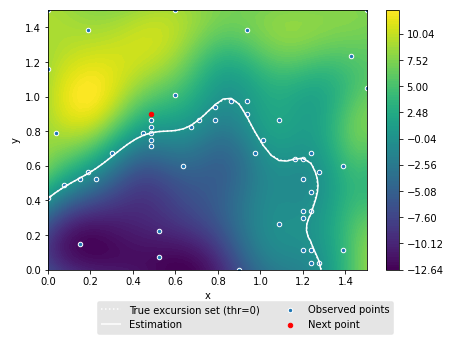 1.4
1.2
1.0
0.8
0.6
0.4
0.2
0.0
y
0.0 0.2 0.4 0.6 0.8 1.0 1.2 1.4
x
10.04
7.52
5.00
2.48
−0.04
−2.56
−5.08
−7.60
−10.12
−12.64
True excursion set (thr=0)
Estimation
Observed points
Next point